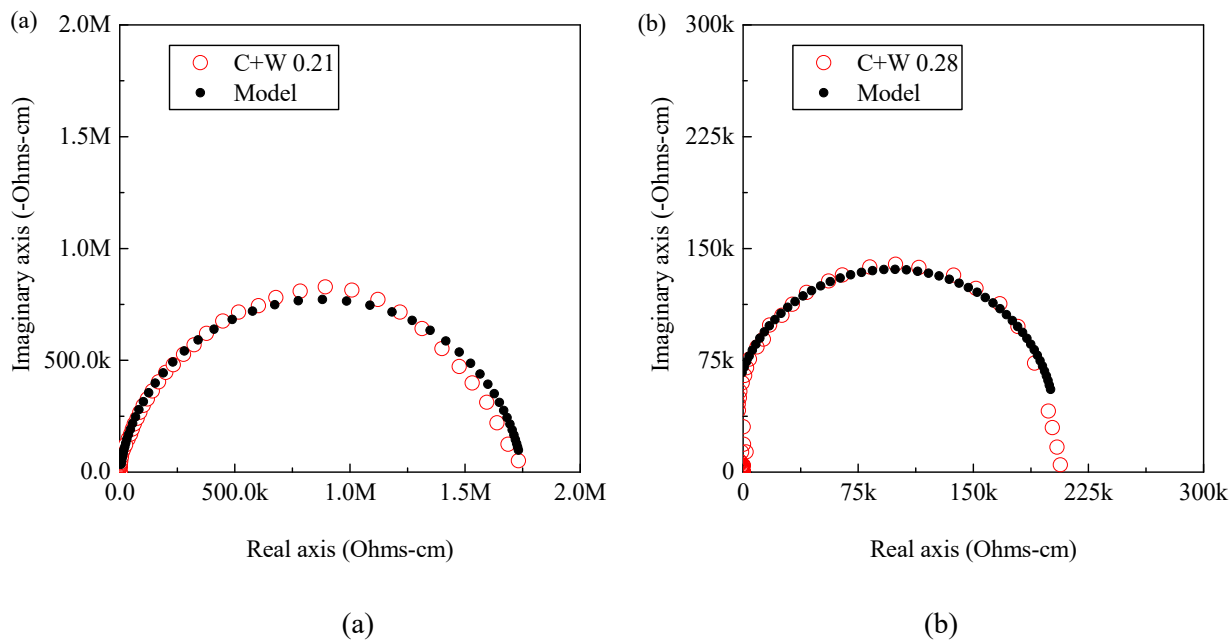 (a)
2.0M
1.5M
1.0M
500.0k
0.0
Imaginary axis (-Ohms-cm)
C+W 0.21
Model
0.0
500.0k
1.0M
1.5M
2.0M
Real axis (Ohms-cm)
(a)
(b)
300k
225k
150k
75k
0
Imaginary axis (-Ohms-cm)
C+W 0.28
Model
0
75k
150k
225k
300k
Real axis (Ohms-cm)
(b)